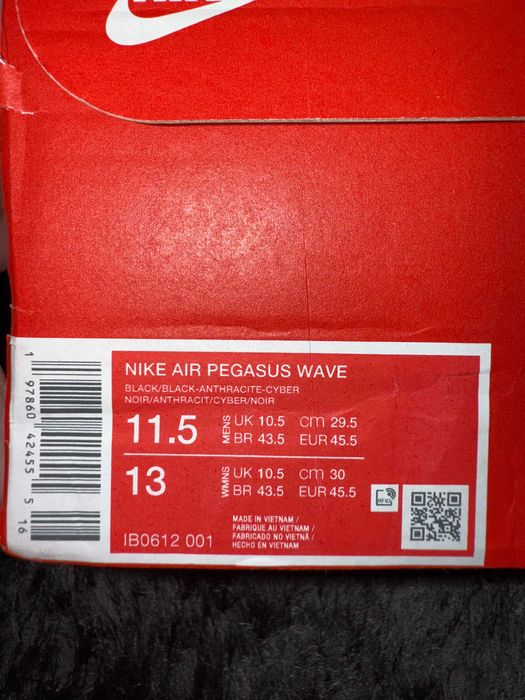 NIKE AIR PEGASUS WAVE
BLACK/BLACK-ANTHRACITE-CYBER
NOIR/ANTHRACIT/CYBER/NOIR
11.5 MENS UK 10.5 CM 29.5
BR 43.5 EUR 45.5
13 WMNS UK 10.5 CM 30
BR 43.5 EUR 45.5
RFID
IB0612 001
MADE IN VIETNAM /
FABRIQUE AU VIETNAM /
FABRICADO NO VIETNÃ /
HECHO EN VIETNAM
1 97860 42455 5 16